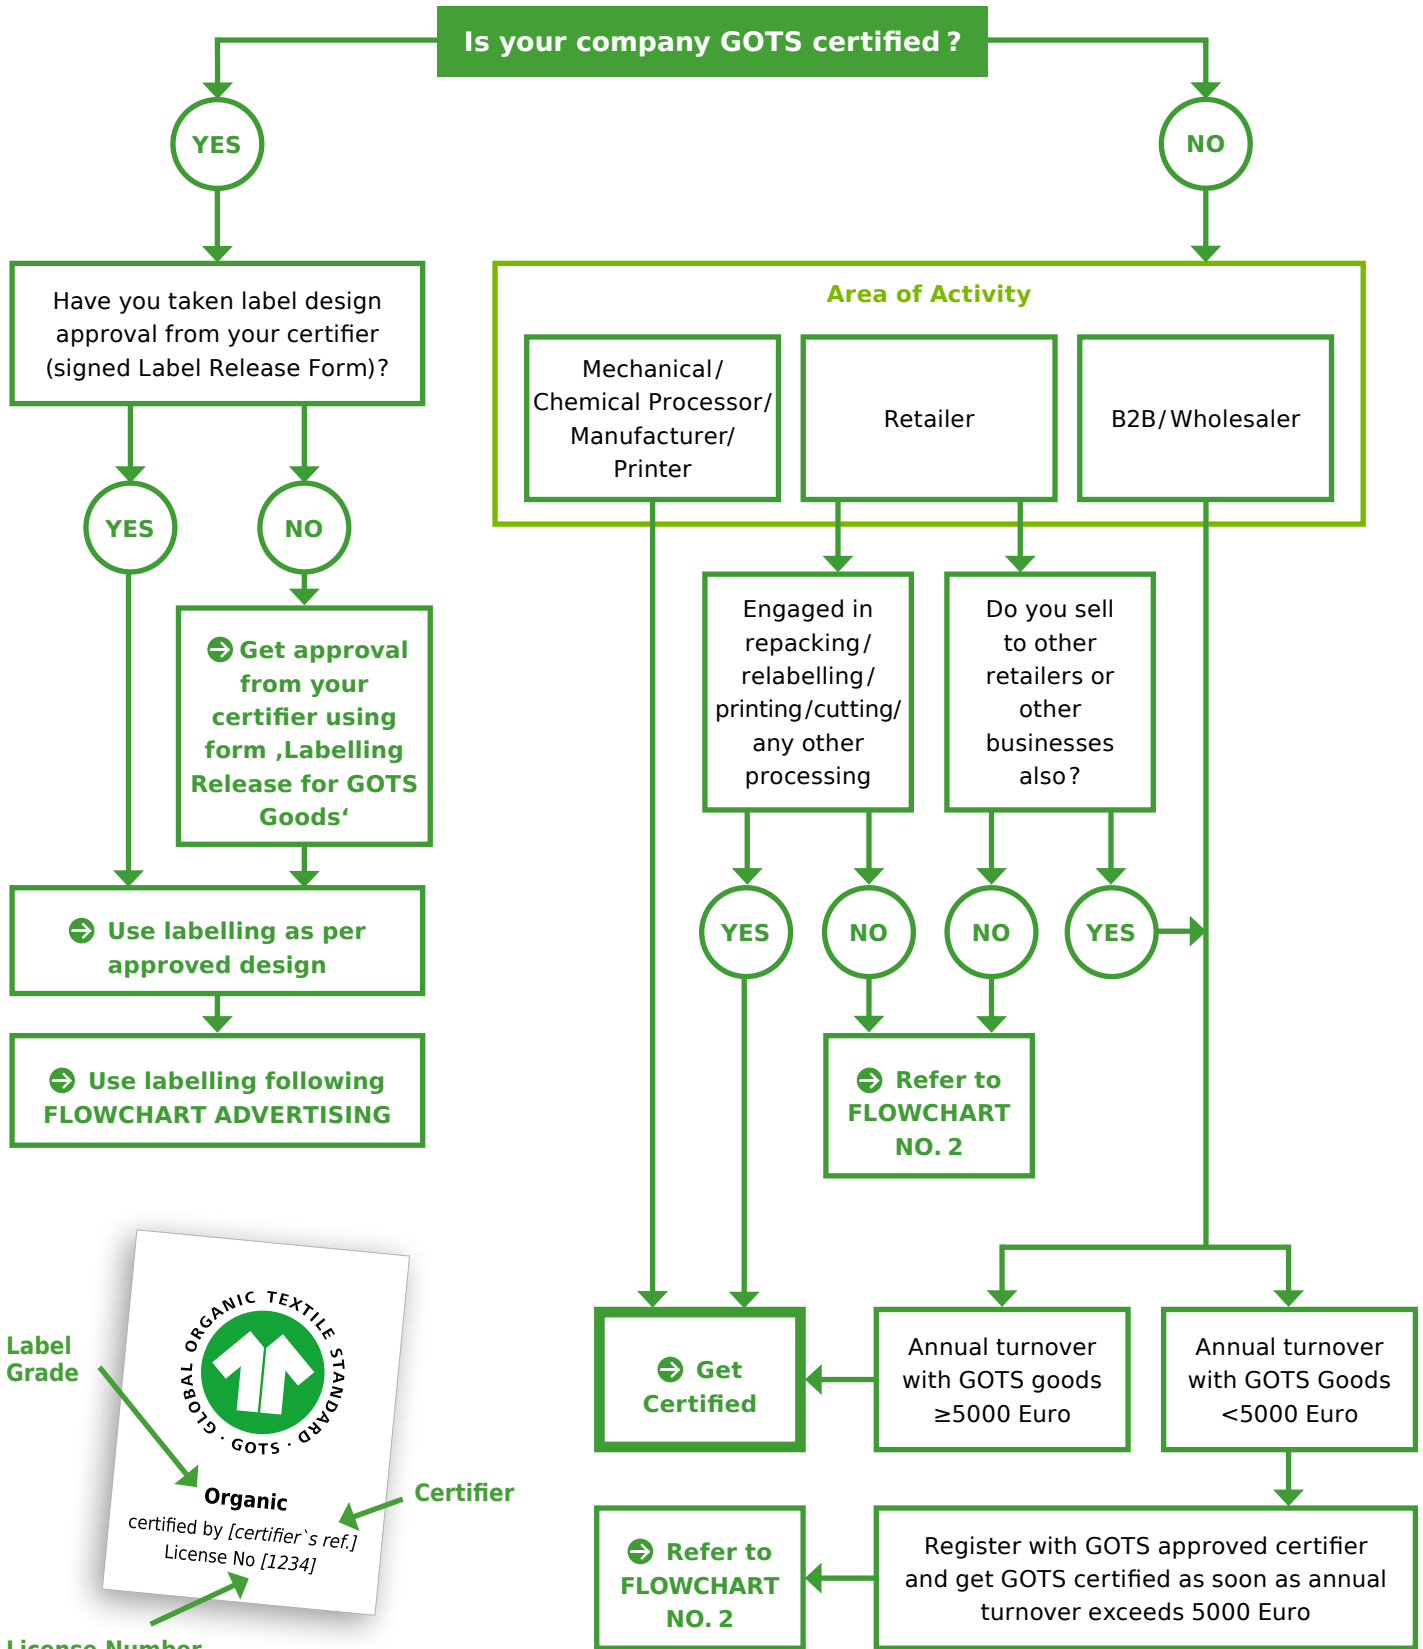 Is your company GOTS certified ?
YES
NO
Have you taken label design
approval from your certifier
(signed Label Release Form)?
YES
NO
Get approval
from your
certifier using
form ‚Labelling
Release for GOTS
Goods‘
Use labelling as per
approved design
Use labelling following
FLOWCHART ADVERTISING
Area of Activity
Mechanical /
Chemical Processor/
Manufacturer/
Printer
Retailer
B2B / Wholesaler
Engaged in
repacking /
relabelling /
printing /cutting/
any other
processing
Do you sell
to other
retailers or
other
businesses
also ?
YES
NO
NO
YES
Refer to
FLOWCHART
NO. 2
Get
Certified
Annual turnover
with GOTS goods
≥5000 Euro
Annual turnover
with GOTS Goods
<5000 Euro
Refer to
FLOWCHART
NO. 2
Register with GOTS approved certifier
and get GOTS certified as soon as annual
turnover exceeds 5000 Euro
GLOBAL ORGANIC TEXTILE STANDARD · GOTS ·
Label
Grade
Organic
Certifier
certified by [certifier`s ref.]
License No [1234]
License Number